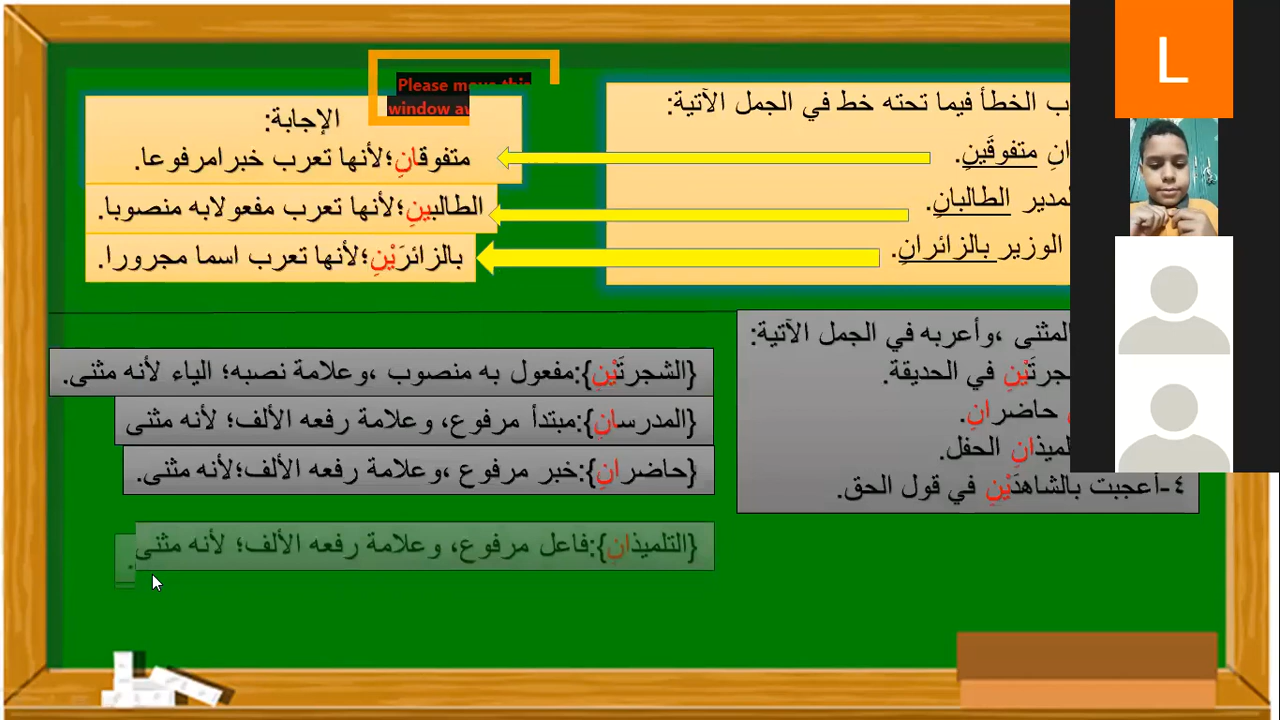 وب الخطأ فيما تحته خط في الجمل الآتية:
انِ متفوقَينِ.
لمدير الطالبانِ.
الوزير بالزائرانِ.
Please move this
window aw
الإجابة:
متفوقانِ؛لأنها تعرب خبرامرفوعا.
الطالبينِ؛لأنها تعرب مفعولابه منصوبا.
بالزائرَيْنِ؛لأنها تعرب اسما مجرورا.
المثنى ،وأعربه في الجمل الآتية:
جرتَيْنِ في الحديقة.
حاضرانِ.
لميذانِ الحفل.
٤-أعجبت بالشاهدَيْنِ في قول الحق.
{الشجرتَيْنِ}:مفعول به منصوب ،وعلامة نصبه؛ الياء لأنه مثنى.
{المدرسانِ}:مبتدأ مرفوع، وعلامة رفعه الألف؛ لأنه مثنى
{حاضرانِ}:خبر مرفوع ،وعلامة رفعه الألف؛لأنه مثنى.
{التلميذانِ}:فاعل مرفوع، وعلامة رفعه الألف؛ لأنه مثنى.
L